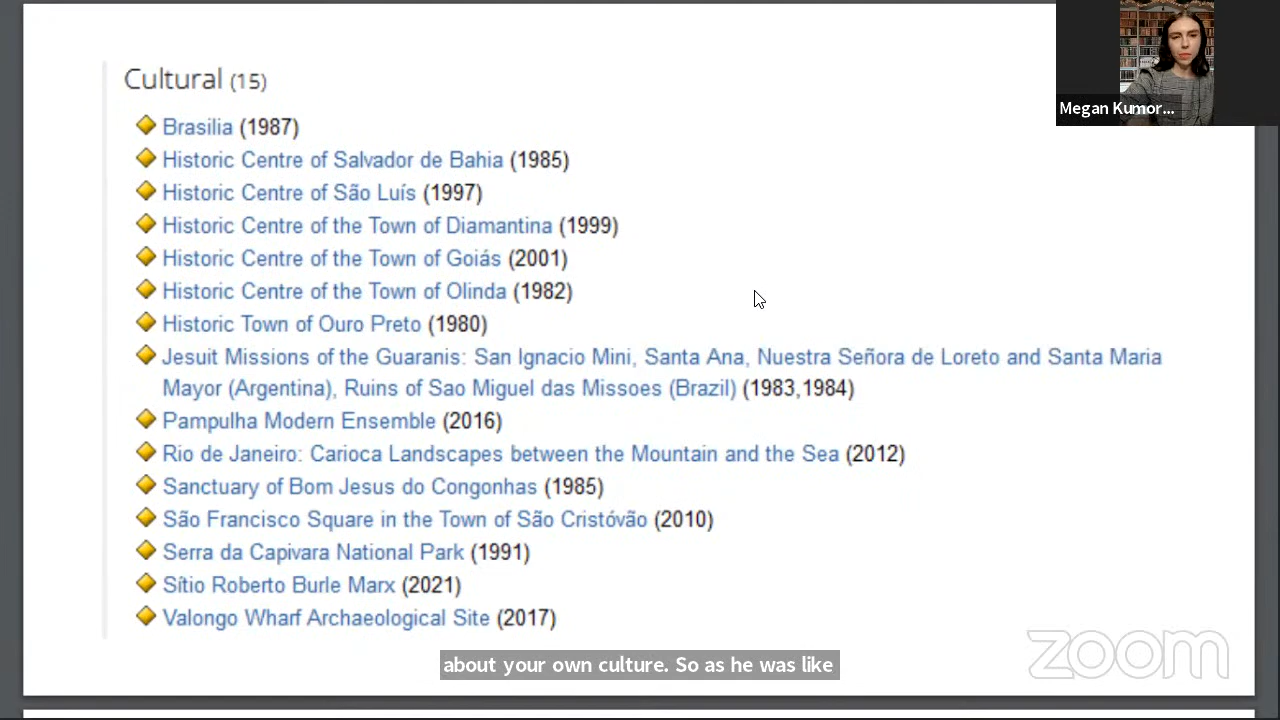 Cultural (15)
Brasilia (1987)
Historic Centre of Salvador de Bahia (1985)
Historic Centre of São Luís (1997)
Historic Centre of the Town of Diamantina (1999)
Historic Centre of the Town of Goiás (2001)
Historic Centre of the Town of Olinda (1982)
Historic Town of Ouro Preto (1980)
Jesuit Missions of the Guaranis: San Ignacio Mini, Santa Ana, Nuestra Señora de Loreto and Santa Maria
Mayor (Argentina), Ruins of Sao Miguel das Missoes (Brazil) (1983,1984)
Pampulha Modern Ensemble (2016)
Rio de Janeiro: Carioca Landscapes between the Mountain and the Sea (2012)
Sanctuary of Bom Jesus do Congonhas (1985)
São Francisco Square in the Town of São Cristóvão (2010)
Serra da Capivara National Park (1991)
Sítio Roberto Burle Marx (2021)
Valongo Wharf Archaeological Site (2017)
Megan Kumor...
about your own culture. So as he was like
zoom